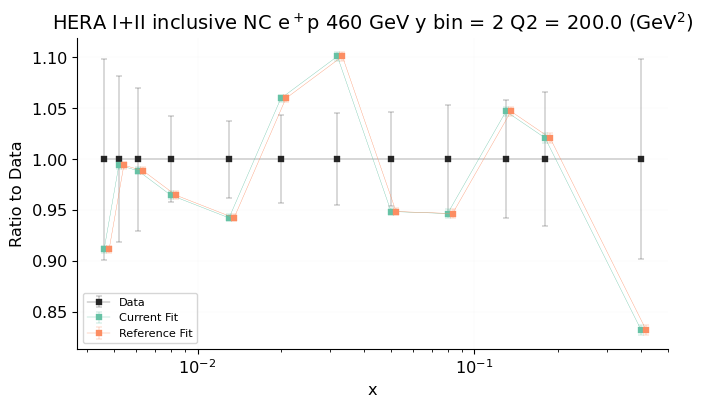 HERA I+II inclusive NC e⁺p 460 GeV y bin = 2 Q2 = 200.0 (GeV²)
Ratio to Data
1.10
1.05
1.00
0.95
0.90
0.85
Data
Current Fit
Reference Fit
10⁻²
10⁻¹
x